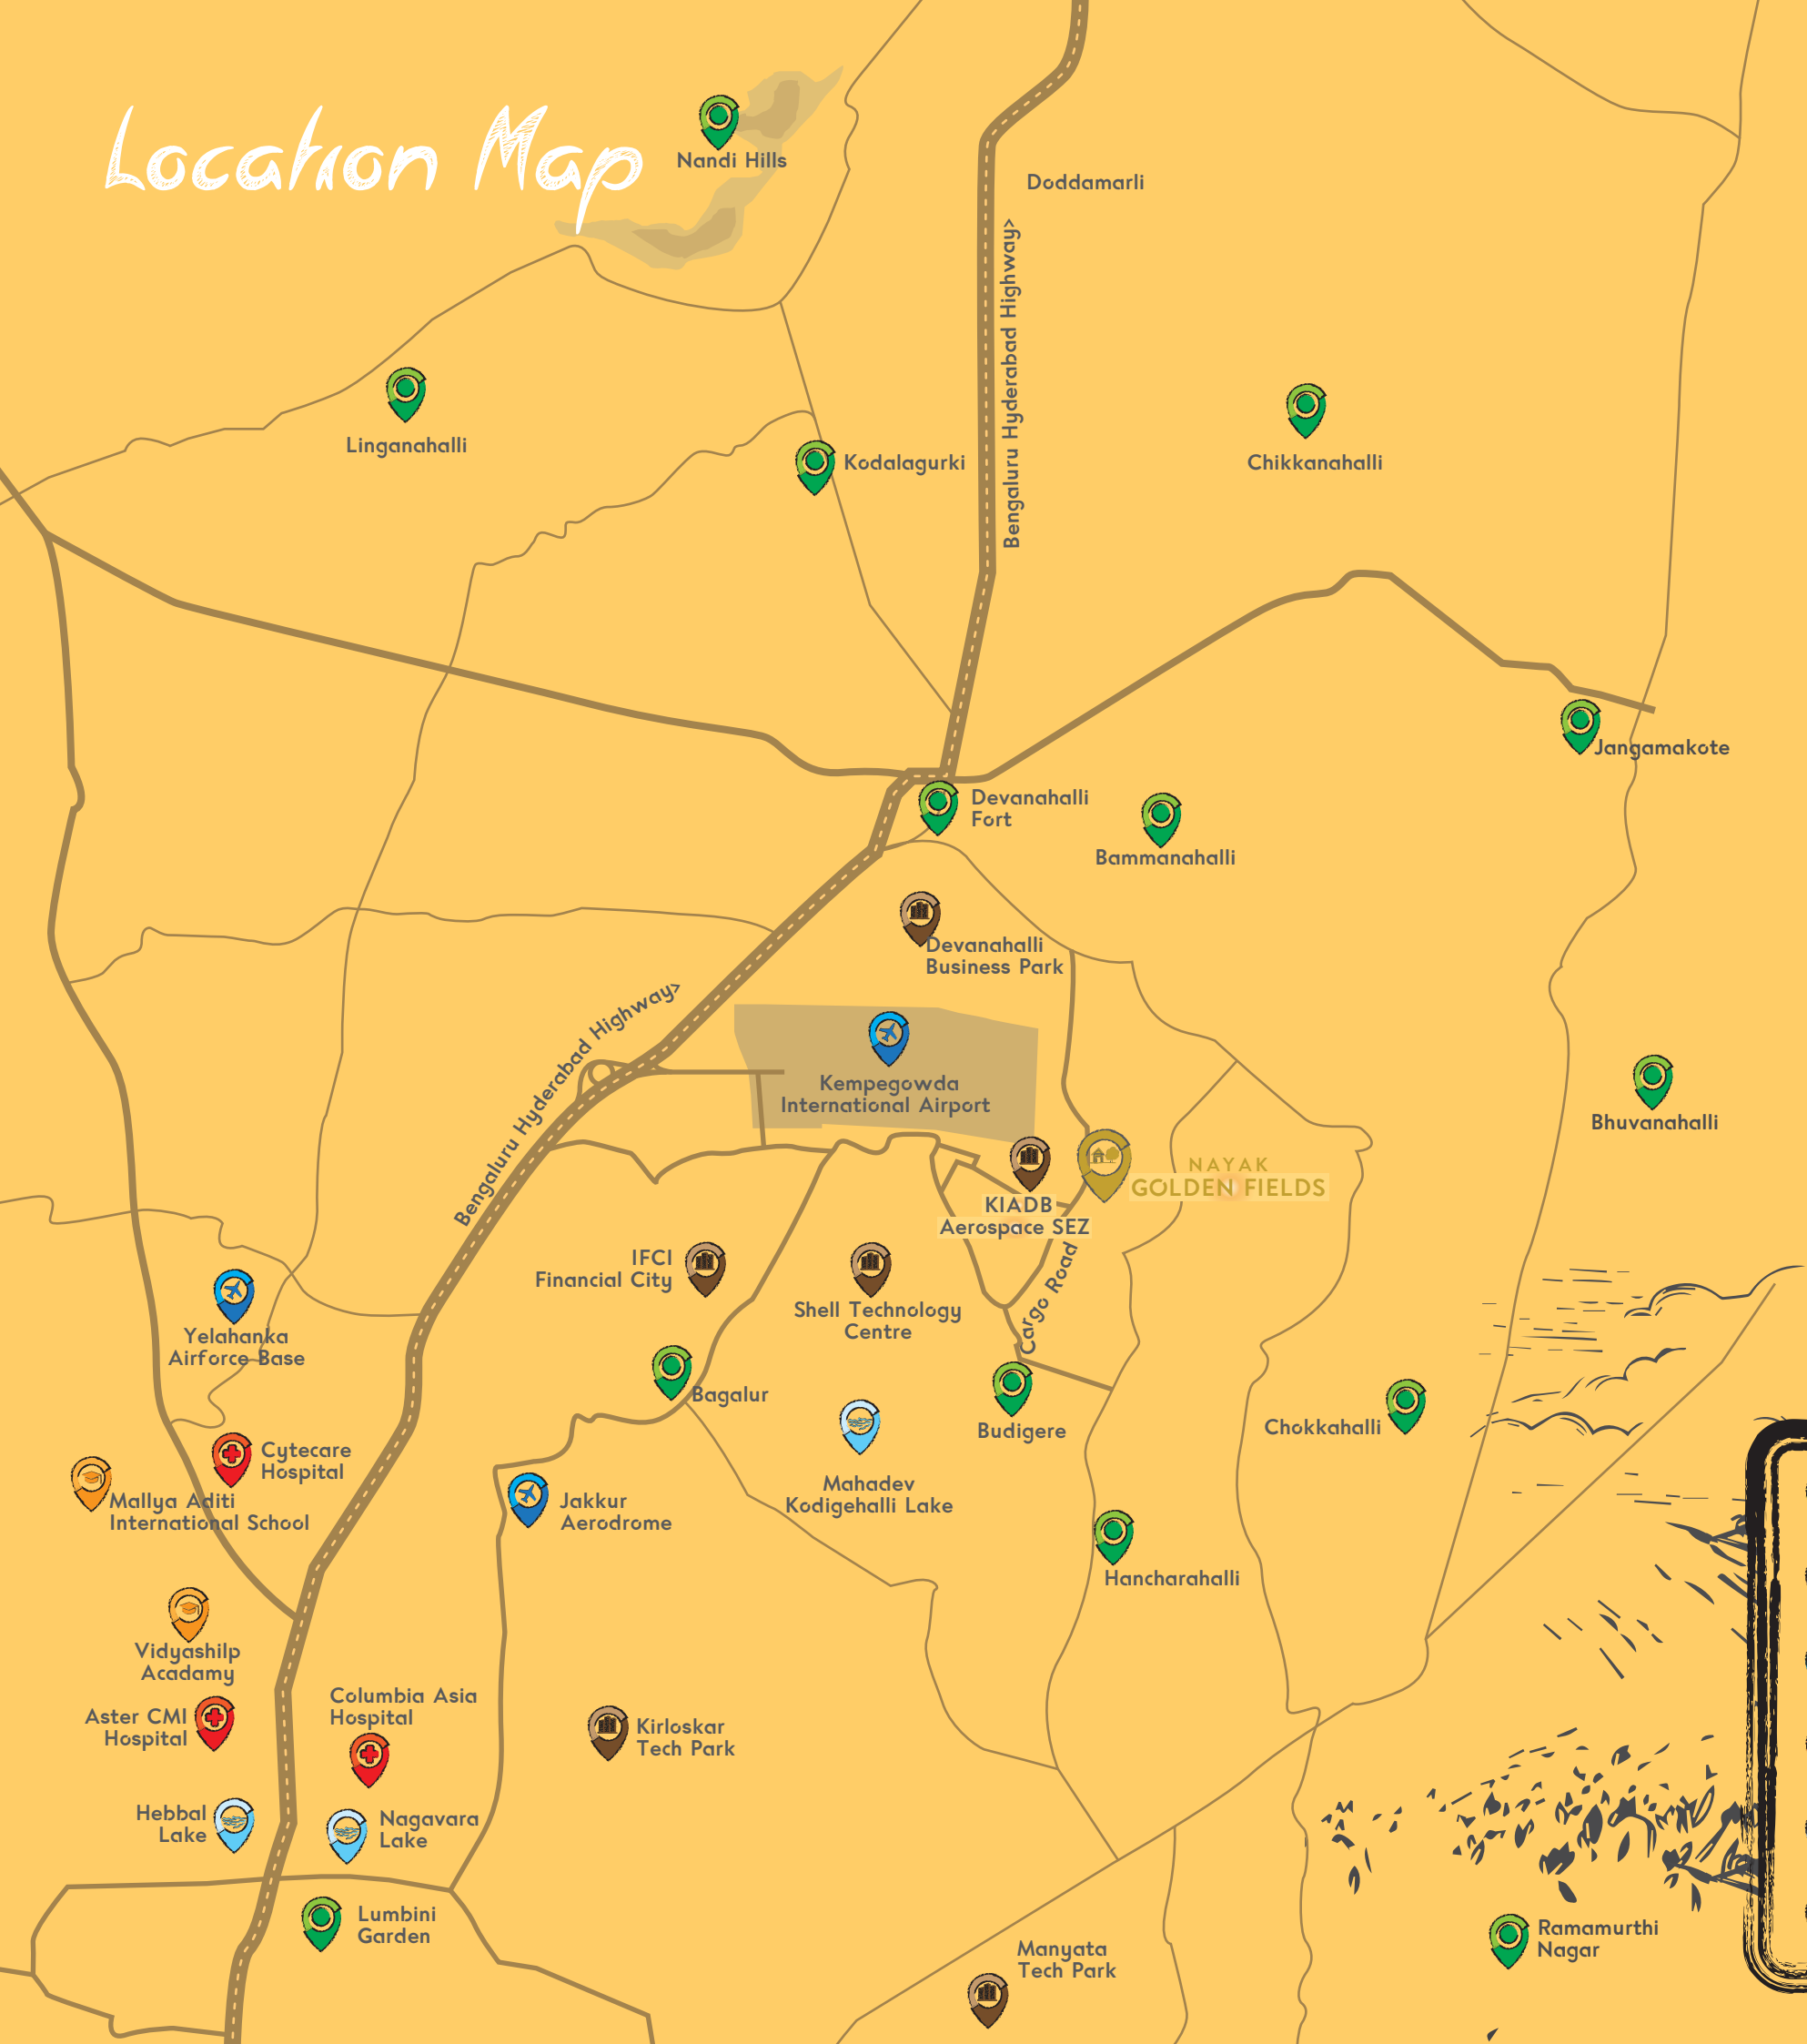 Location Map
Nandi Hills
Doddamarli
Bengaluru Hyderabad Highway>
Linganahalli
Kodalagurki
Chikkanahalli
Jangamakote
Devanahalli
Fort
Bammanahalli
Devanahalli
Business Park
Bengaluru Hyderabad Highway>
Kempegowda
International Airport
Bhuvanahalli
NAYAK
GOLDEN FIELDS
KIADB
Aerospace SEZ
Cargo Road
IFCI
Financial City
Shell Technology
Centre
Yelahanka
Airforce Base
Bagalur
Budigere
Chokkahalli
Cytecare
Hospital
Mahadev
Kodigehalli Lake
Mallya Aditi
International School
Jakkur
Aerodrome
Hancharahalli
Vidyashilp
Acadamy
Columbia Asia
Hospital
Aster CMI
Hospital
Kirloskar
Tech Park
Hebbal
Lake
Nagavara
Lake
Lumbini
Garden
Ramamurthi
Nagar
Manyata
Tech Park